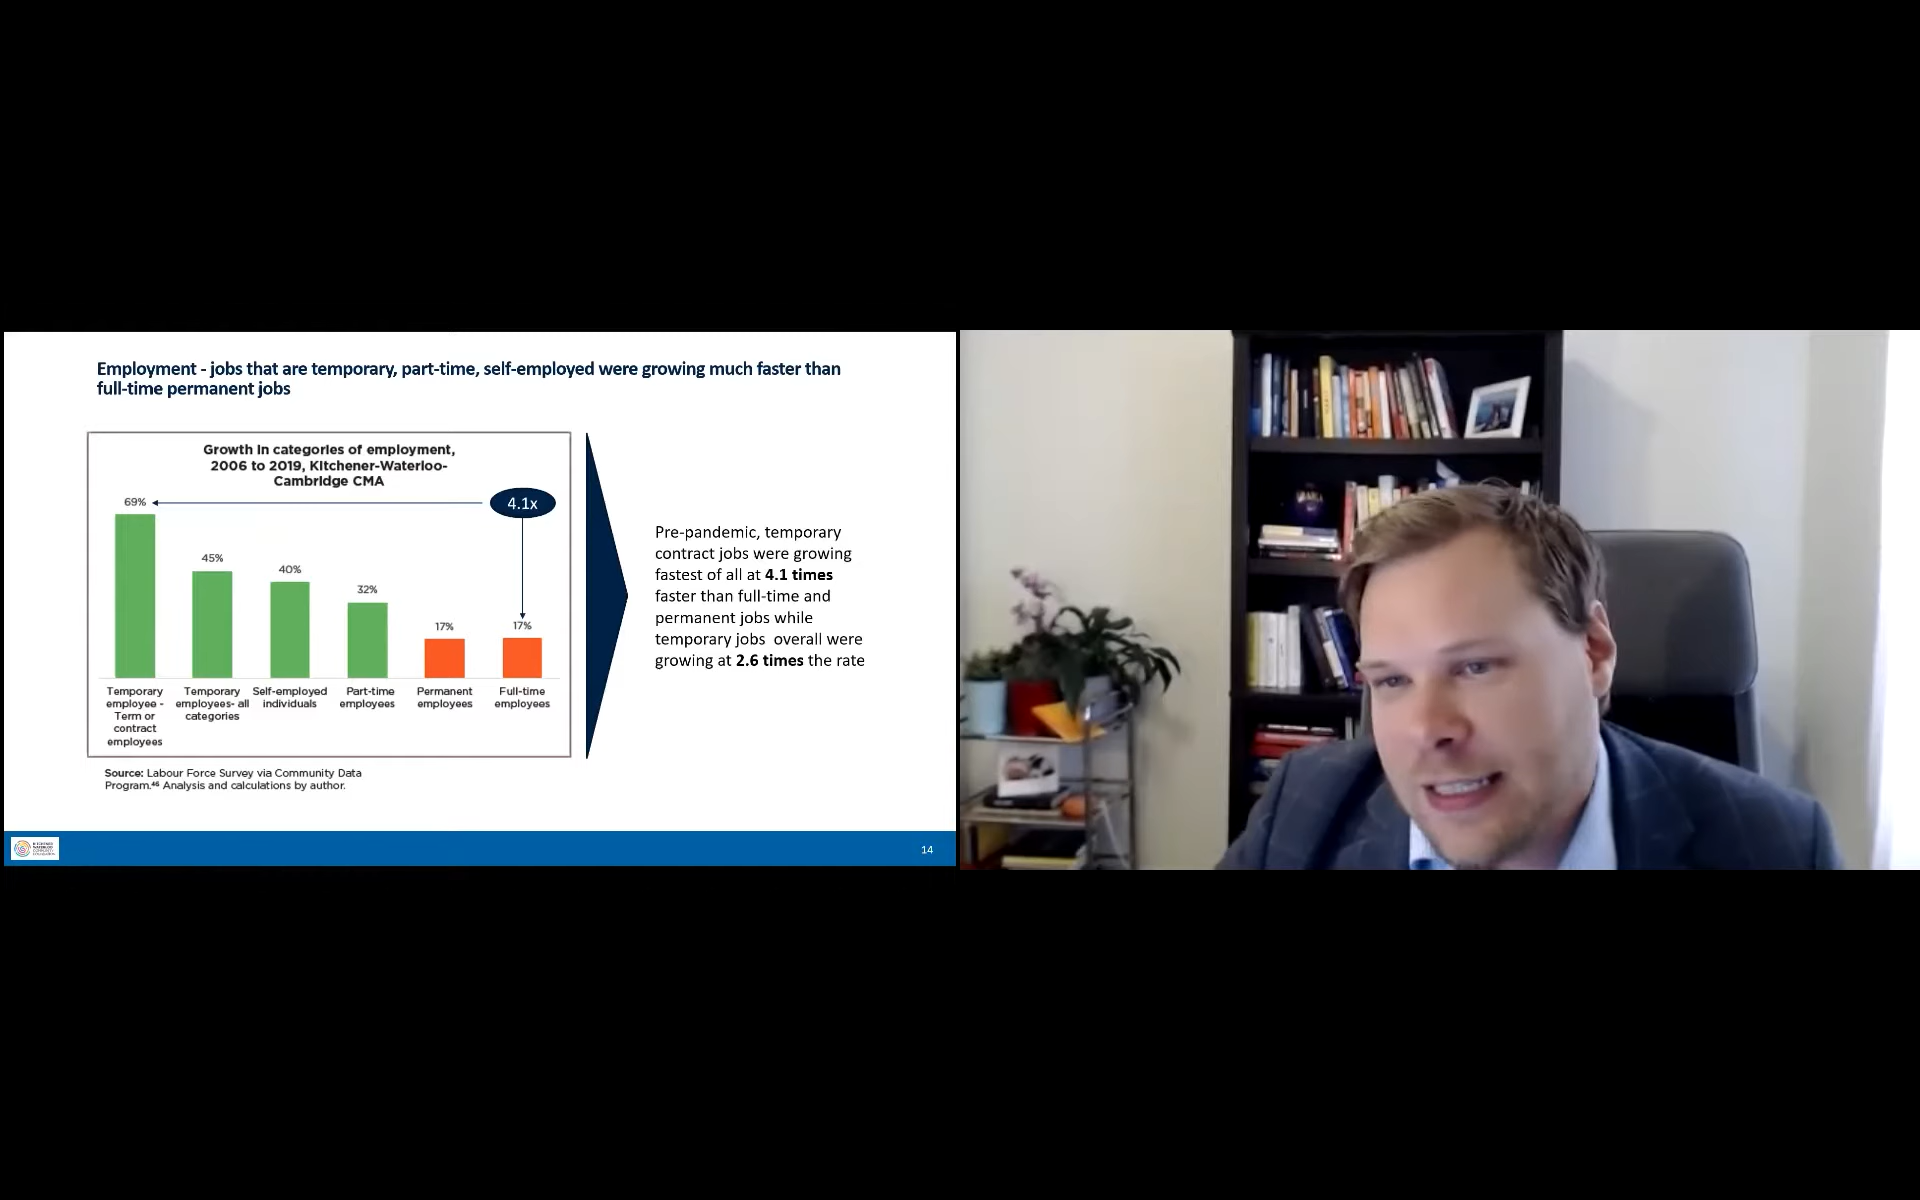 Employment - jobs that are temporary, part-time, self-employed were growing much faster than
full-time permanent jobs
Growth in categories of employment,
2006 to 2019, Kitchener-Waterloo-
Cambridge CMA
69%
4.1x
45%
40%
32%
17%
17%
Temporary
employee -
Term or
contract
employees
Temporary
employees- all
categories
Self-employed
individuals
Part-time
employees
Permanent
employees
Full-time
employees
Source: Labour Force Survey via Community Data
Program.⁴⁶ Analysis and calculations by author.
Pre-pandemic, temporary
contract jobs were growing
fastest of all at 4.1 times
faster than full-time and
permanent jobs while
temporary jobs  overall were
growing at 2.6 times the rate
KITCHENER
WATERLOO
COMMUNITY
FOUNDATION
14